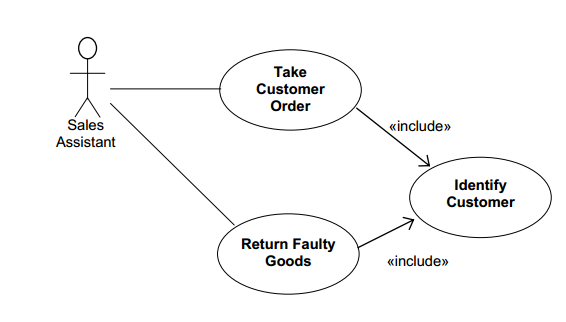 Sales
Assistant
Take
Customer
Order
«include»
Identify
Customer
Return Faulty
Goods
«include»